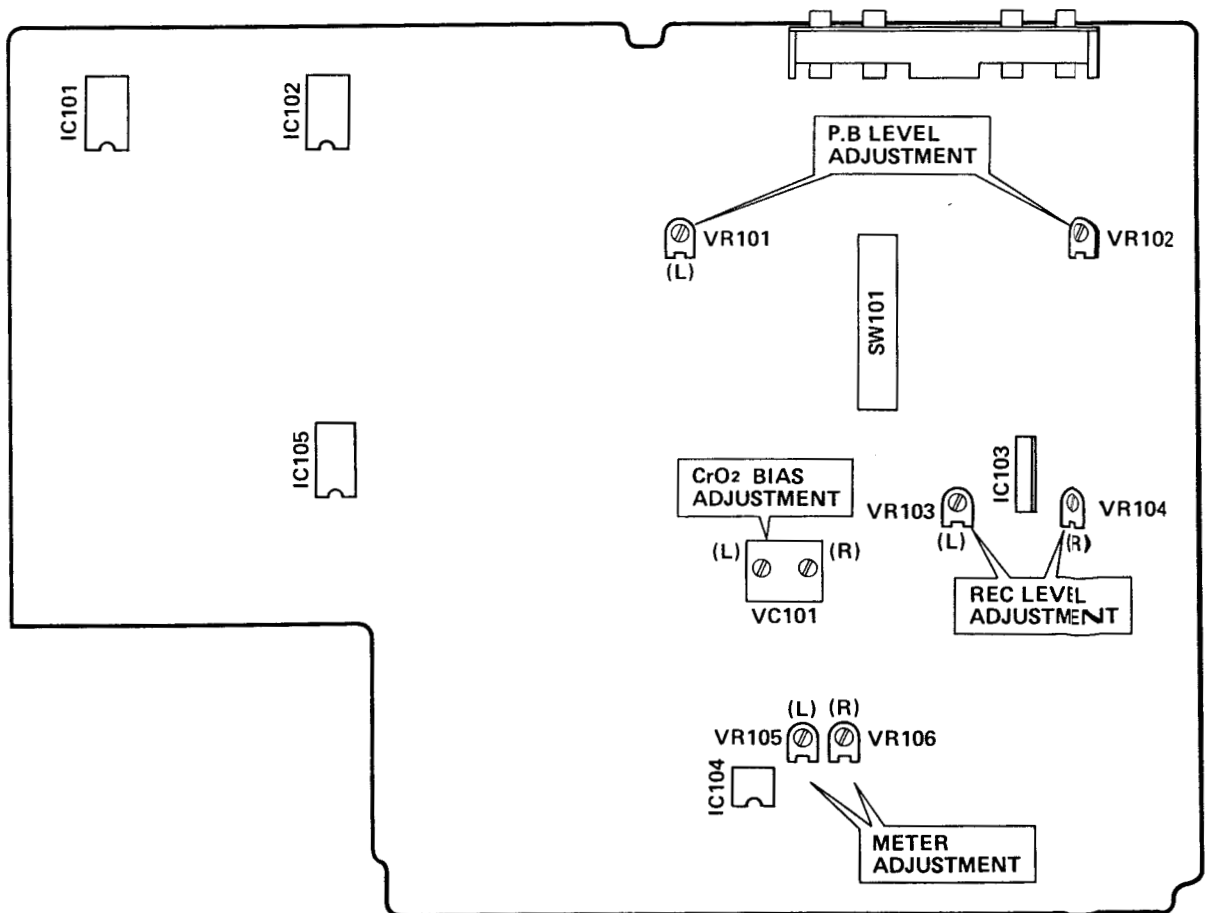 IC101
IC102
P.B LEVEL
ADJUSTMENT
VR101
(L)
VR102
SW101
IC105
CrO2 BIAS
ADJUSTMENT
IC103
VR103
(L)
VR104
(R)
(L)
(R)
VC101
REC LEVEL
ADJUSTMENT
(L) (R)
VR105
VR106
IC104
METER
ADJUSTMENT